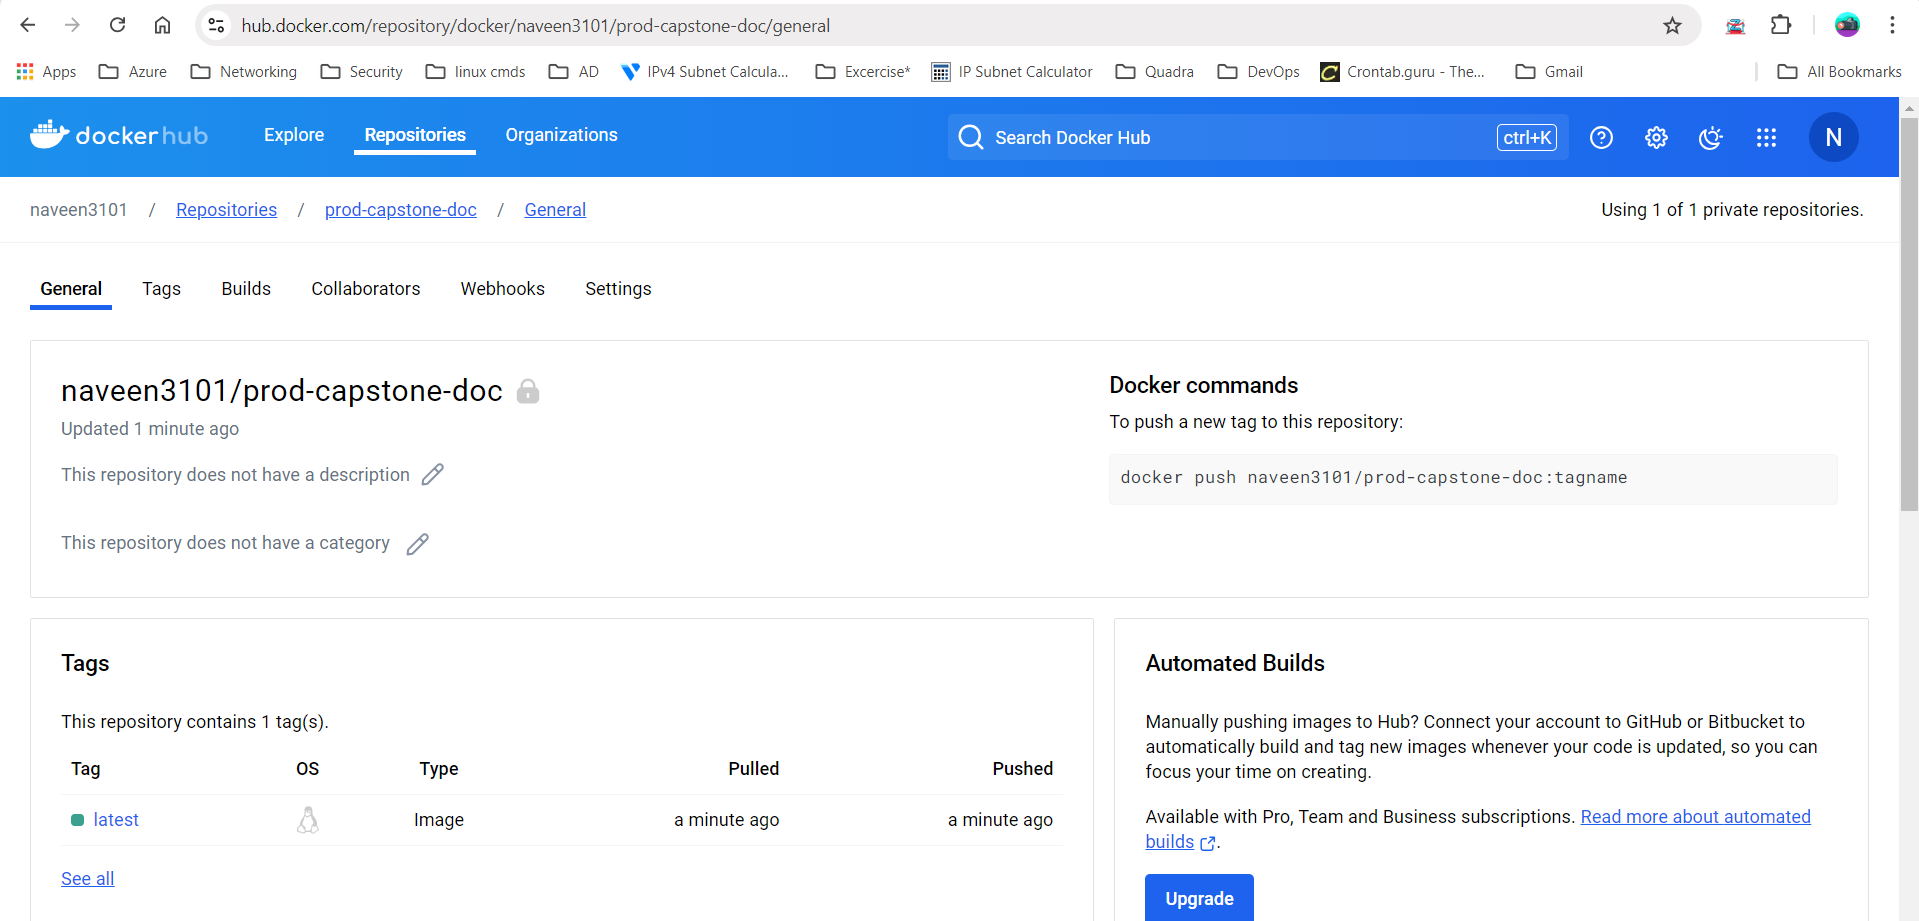 hub.docker.com/repository/docker/naveen3101/prod-capstone-doc/general
Apps Azure Networking Security linux cmds AD IPv4 Subnet Calcula... Excercise* IP Subnet Calculator Quadra DevOps Crontab.guru - The... Gmail All Bookmarks
dockerhub Explore Repositories Organizations Search Docker Hub ctrl+K N
naveen3101 / Repositories / prod-capstone-doc / General Using 1 of 1 private repositories.
General Tags Builds Collaborators Webhooks Settings
naveen3101/prod-capstone-doc
Updated 1 minute ago
This repository does not have a description
This repository does not have a category
Docker commands
To push a new tag to this repository:
docker push naveen3101/prod-capstone-doc:tagname
Tags
This repository contains 1 tag(s).
Tag OS Type Pulled Pushed
latest Image a minute ago a minute ago
See all
Automated Builds
Manually pushing images to Hub? Connect your account to GitHub or Bitbucket to
automatically build and tag new images whenever your code is updated, so you can
focus your time on creating.
Available with Pro, Team and Business subscriptions. Read more about automated
builds .
Upgrade